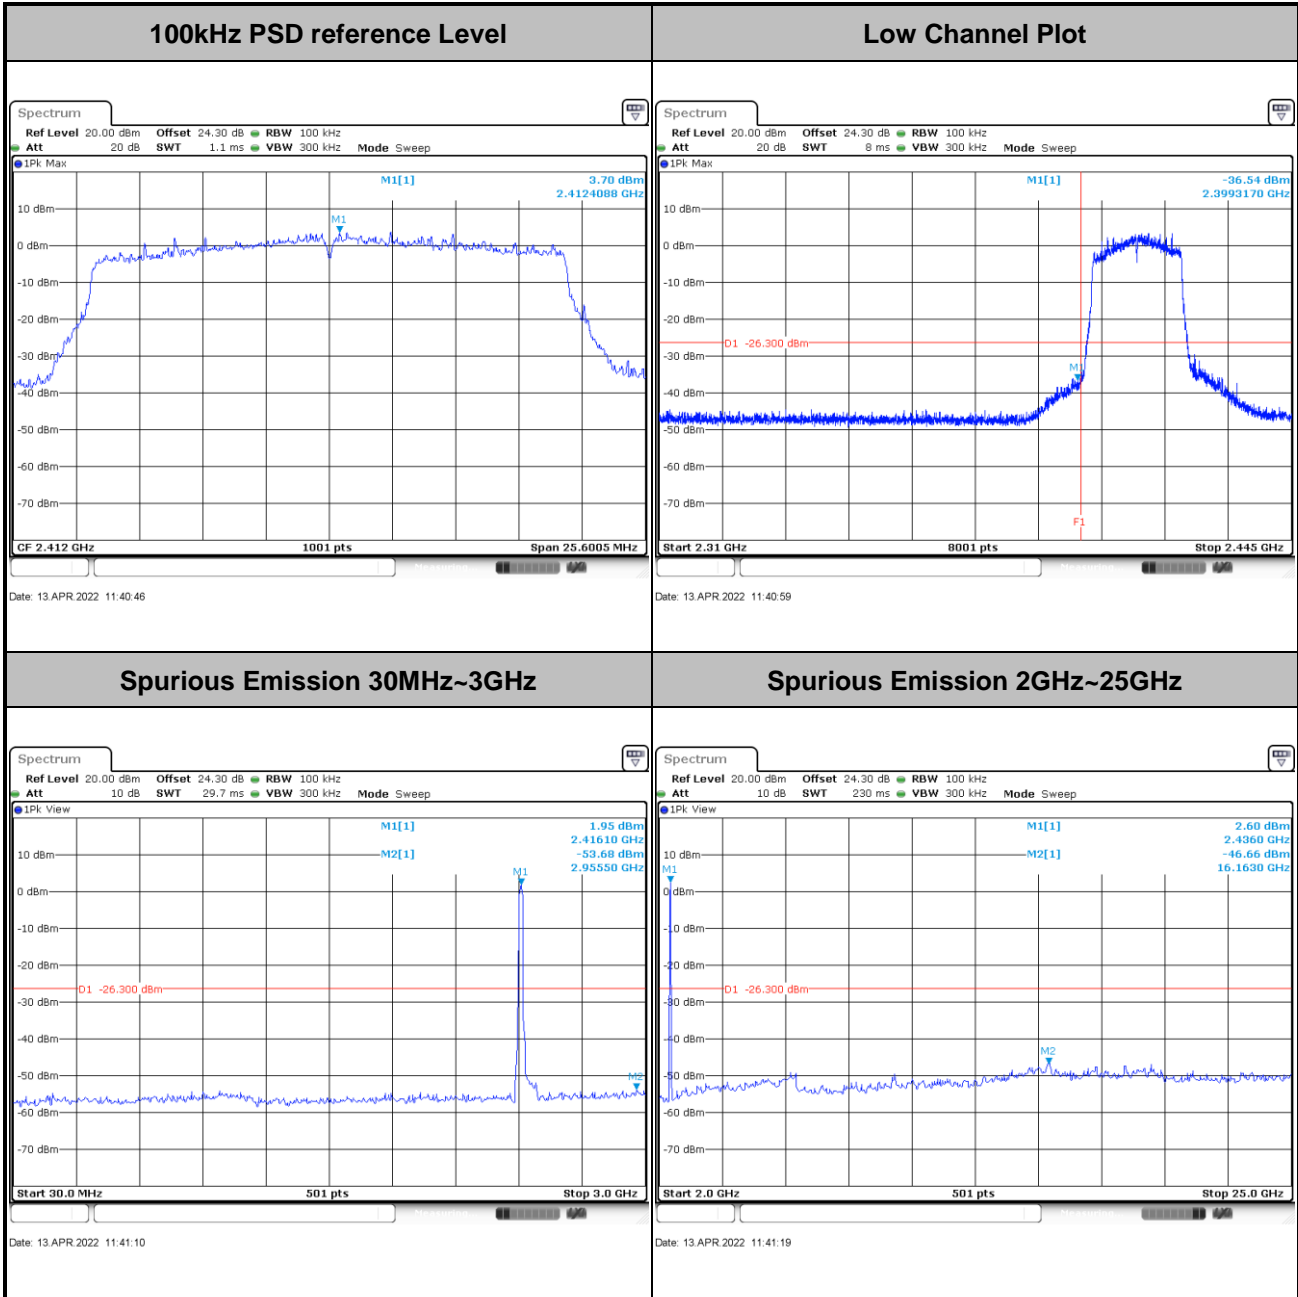 100kHz PSD reference Level
Spectrum
Ref Level 20.00 dBm Offset 24.30 dB RBW 100 kHz
Att 20 dB SWT 1.1 ms VBW 300 kHz Mode Sweep
1Pk Max
M1[1] 3.70 dBm
2.4124088 GHz
M1
10 dBm
0 dBm
-10 dBm
-20 dBm
-30 dBm
-40 dBm
-50 dBm
-60 dBm
-70 dBm
CF 2.412 GHz 1001 pts Span 25.6005 MHz
Measuring
Date: 13.APR.2022 11:40:46
Low Channel Plot
Spectrum
Ref Level 20.00 dBm Offset 24.30 dB RBW 100 kHz
Att 20 dB SWT 8 ms VBW 300 kHz Mode Sweep
1Pk Max
M1[1] -36.54 dBm
2.3993170 GHz
10 dBm
0 dBm
-10 dBm
-20 dBm
D1 -26.300 dBm
-30 dBm
M1
-40 dBm
-50 dBm
-60 dBm
-70 dBm
F1
Start 2.31 GHz 8001 pts Stop 2.445 GHz
Measuring
Date: 13.APR.2022 11:40:59
Spurious Emission 30MHz~3GHz
Spectrum
Ref Level 20.00 dBm Offset 24.30 dB RBW 100 kHz
Att 10 dB SWT 29.7 ms VBW 300 kHz Mode Sweep
1Pk View
M1[1] 1.95 dBm
2.41610 GHz
M2[1] -53.68 dBm
2.95550 GHz
10 dBm
M1
0 dBm
-10 dBm
-20 dBm
D1 -26.300 dBm
-30 dBm
-40 dBm
-50 dBm
M2
-60 dBm
-70 dBm
Start 30.0 MHz 501 pts Stop 3.0 GHz
Measuring
Date: 13.APR.2022 11:41:10
Spurious Emission 2GHz~25GHz
Spectrum
Ref Level 20.00 dBm Offset 24.30 dB RBW 100 kHz
Att 10 dB SWT 230 ms VBW 300 kHz Mode Sweep
1Pk View
M1[1] 2.60 dBm
2.4360 GHz
M2[1] -46.66 dBm
16.1630 GHz
10 dBm
M1
0 dBm
-10 dBm
-20 dBm
D1 -26.300 dBm
-30 dBm
-40 dBm
M2
-50 dBm
-60 dBm
-70 dBm
Start 2.0 GHz 501 pts Stop 25.0 GHz
Measuring
Date: 13.APR.2022 11:41:19